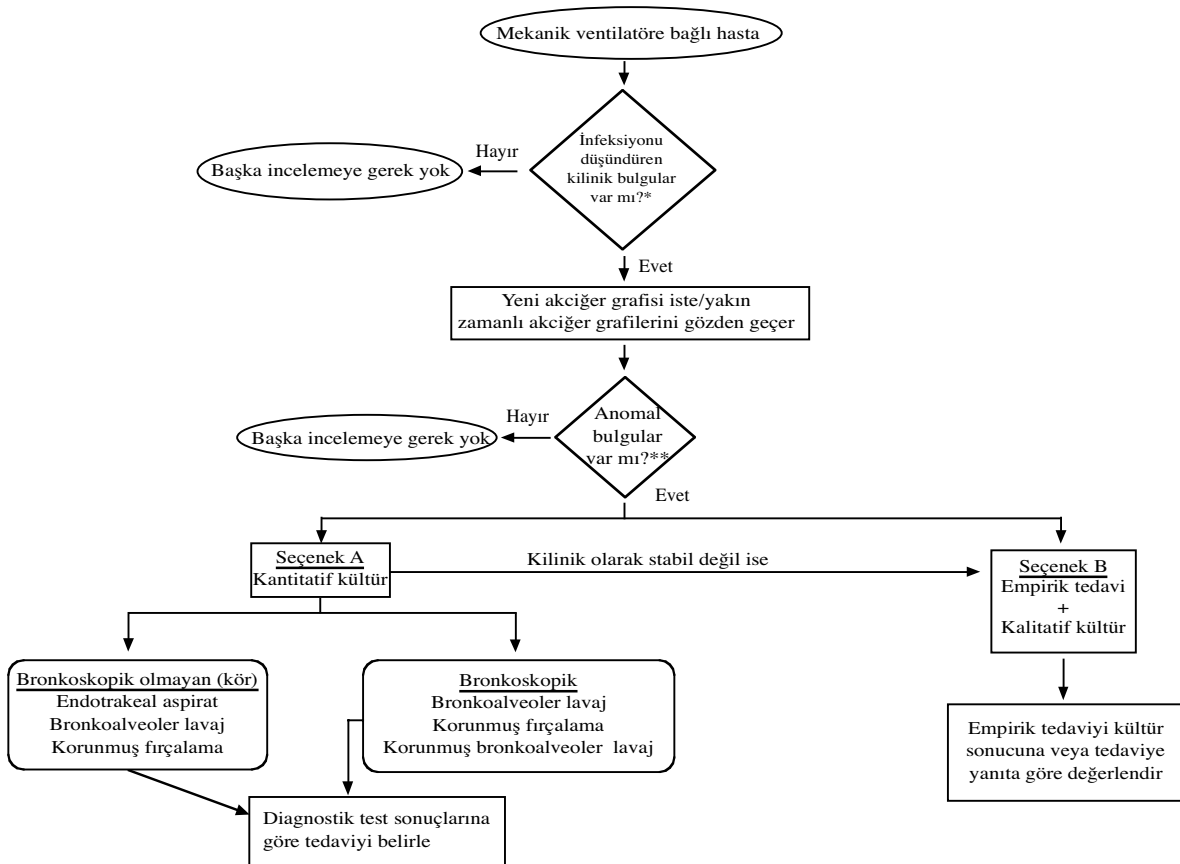 Mekanik ventilatöre bağlı hasta
İnfeksiyonu
düşündüren
kilinik bulgular
var mı?*
Hayır
Başka incelemeye gerek yok
Evet
Yeni akciğer grafisi iste/yakın
zamanlı akciğer grafilerini gözden geçer
Anomal
bulgular
var mı?**
Hayır
Başka incelemeye gerek yok
Evet
Seçenek A
Kantitatif kültür
Kilinik olarak stabil değil ise
Seçenek B
Empirik tedavi
+
Kalitatif kültür
Bronkoskopik olmayan (kör)
Endotrakeal aspirat
Bronkoalveoler lavaj
Korunmuş fırçalama
Bronkoskopik
Bronkoalveoler lavaj
Korunmuş fırçalama
Korunmuş bronkoalveoler lavaj
Empirik tedaviyi kültür
sonucuna veya tedaviye
yanıta göre değerlendir
Diagnostik test sonuçlarına
göre tedaviyi belirle